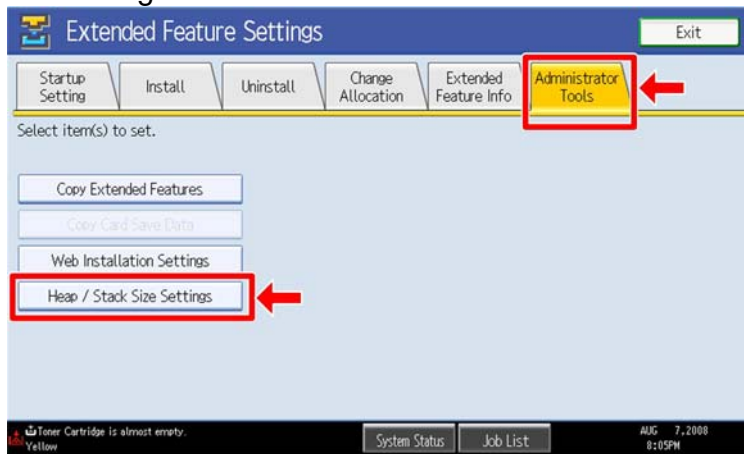 Extended Feature Settings
Exit
Startup
Setting
Install
Uninstall
Change
Allocation
Extended
Feature Info
Administrator
Tools
Select item(s) to set.
Copy Extended Features
Copy Card Save Data
Web Installation Settings
Heap / Stack Size Settings
Toner Cartridge is almost empty.
Yellow
System Status
Job List
AUG 7,2008
8:05PM